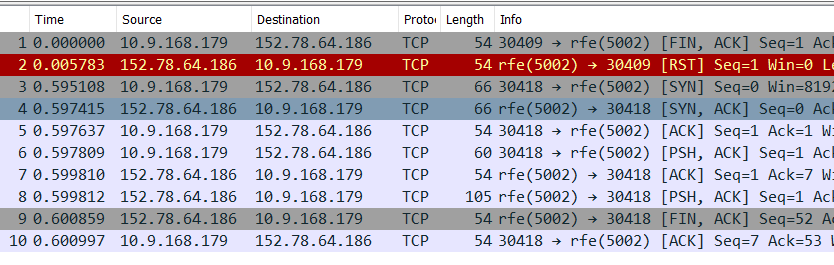 Time Source Destination Protoc Length Info
1 0.000000 10.9.168.179 152.78.64.186 TCP 54 30409 → rfe(5002) [FIN, ACK] Seq=1 Ack
2 0.005783 152.78.64.186 10.9.168.179 TCP 54 rfe(5002) → 30409 [RST] Seq=1 Win=0 Le
3 0.595108 10.9.168.179 152.78.64.186 TCP 66 30418 → rfe(5002) [SYN] Seq=0 Win=8192
4 0.597415 152.78.64.186 10.9.168.179 TCP 66 rfe(5002) → 30418 [SYN, ACK] Seq=0 Ac
5 0.597637 10.9.168.179 152.78.64.186 TCP 54 30418 → rfe(5002) [ACK] Seq=1 Ack=1 Wi
6 0.597809 10.9.168.179 152.78.64.186 TCP 60 30418 → rfe(5002) [PSH, ACK] Seq=1 Ack
7 0.599810 152.78.64.186 10.9.168.179 TCP 54 rfe(5002) → 30418 [ACK] Seq=1 Ack=7 Wi
8 0.599812 152.78.64.186 10.9.168.179 TCP 105 rfe(5002) → 30418 [PSH, ACK] Seq=1 Ac
9 0.600859 152.78.64.186 10.9.168.179 TCP 54 rfe(5002) → 30418 [FIN, ACK] Seq=52 A
10 0.600997 10.9.168.179 152.78.64.186 TCP 54 30418 → rfe(5002) [ACK] Seq=7 Ack=53 W